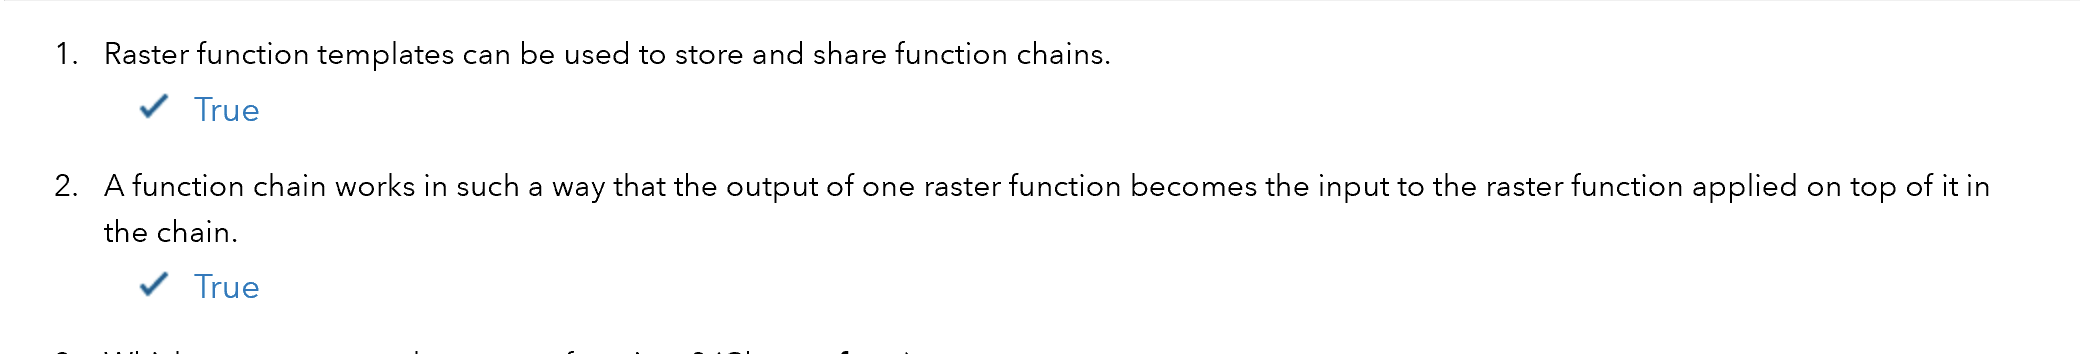 1. Raster function templates can be used to store and share function chains.
True
2. A function chain works in such a way that the output of one raster function becomes the input to the raster function applied on top of it in
the chain.
True